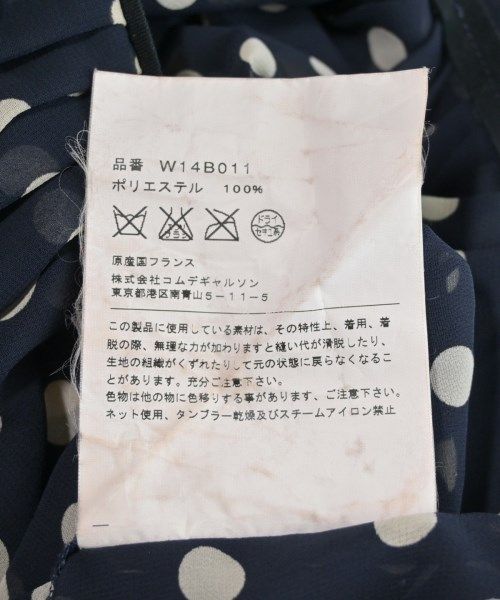 品番 W14B011
ポリエステル 100%
ドライ
セキユ系
原産国フランス
株式会社コムデギャルソン
東京都港区南青山5-11-5
この製品に使用している素材は、その特性上、着用、着
脱の際、無理な力が加わりますと縫い代が滑脱したり、
生地の組織がくずれたりして元の状態に戻らなくなるこ
とがあります。充分ご注意下さい。
色物は他の物に色移りする事があります、ご注意下さい。
ネット使用、タンブラー乾燥及びスチームアイロン禁止